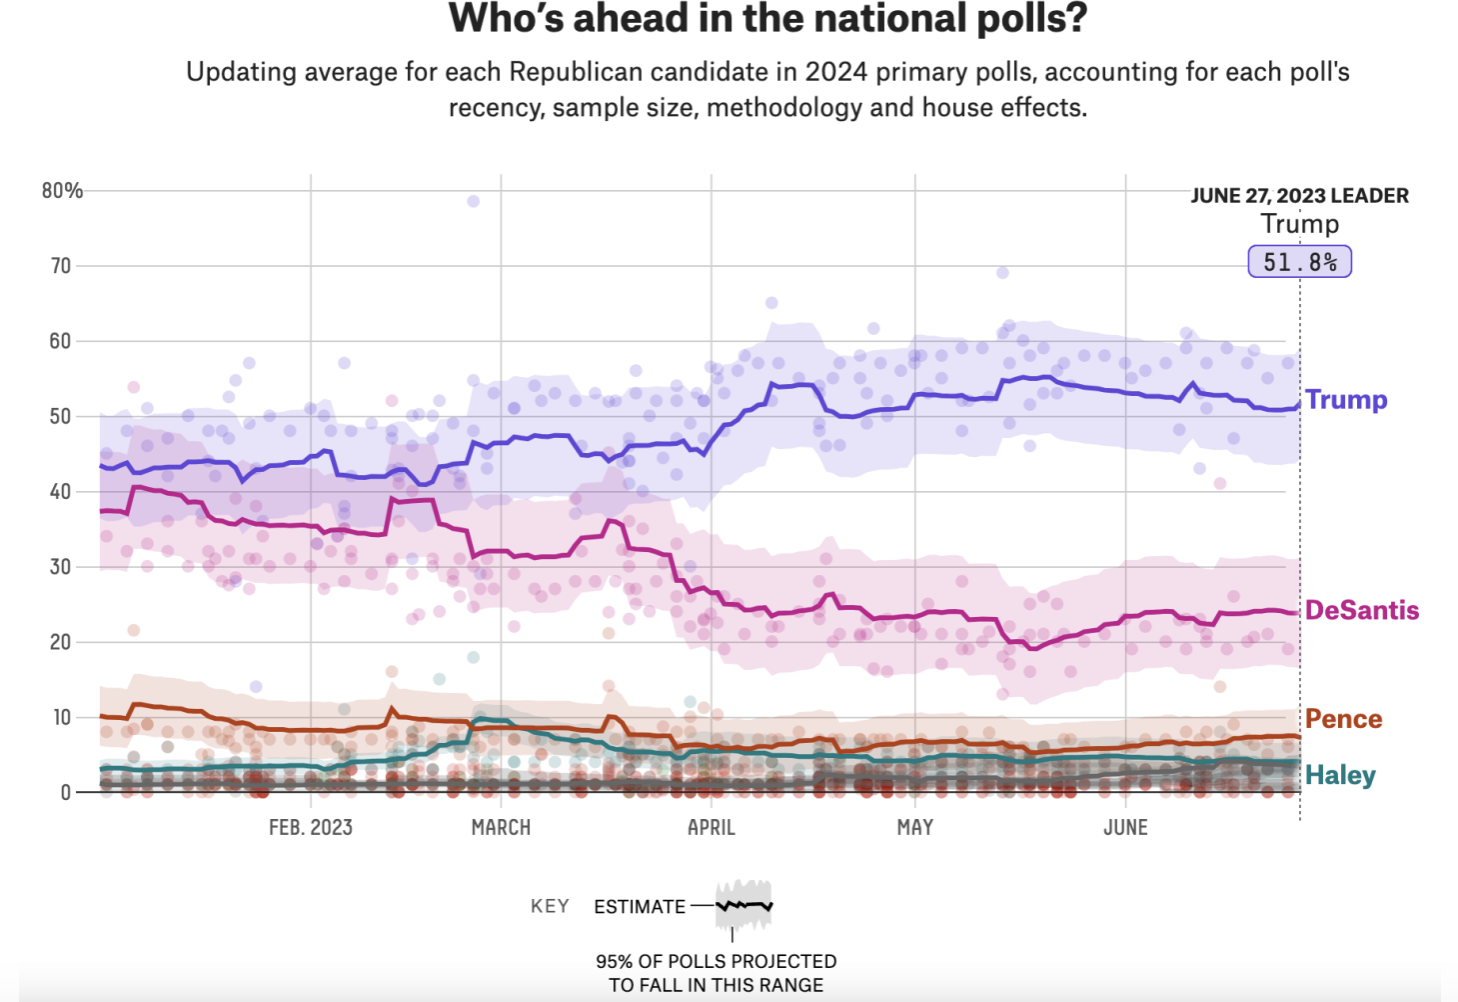 Who's ahead in the national polls?
Updating average for each Republican candidate in 2024 primary polls, accounting for each poll's
recency, sample size, methodology and house effects.
80%
JUNE 27, 2023 LEADER
Trump
51.8%
70
60
50
40
30
20
10
0
Trump
DeSantis
Pence
Haley
FEB. 2023
MARCH
APRIL
MAY
JUNE
KEY
ESTIMATE
95% OF POLLS PROJECTED
TO FALL IN THIS RANGE